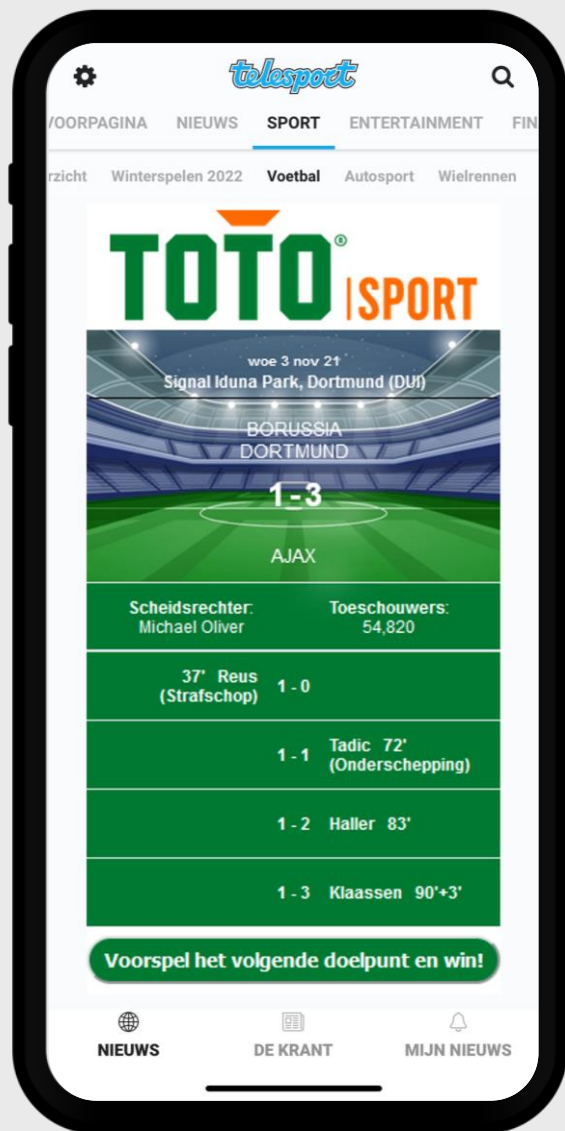 telesport
VOORPAGINA NIEUWS SPORT ENTERTAINMENT FIN
rzicht Winterspelen 2022 Voetbal Autosport Wielrennen
TOTO® SPORT
woe 3 nov 21
Signal Iduna Park, Dortmund (DUI)
BORUSSIA
DORTMUND
1 - 3
AJAX
Scheidsrechter: Toeschouwers:
Michael Oliver 54,820
37' Reus
(Strafschop) 1 - 0
1 - 1 Tadic 72'
(Onderschepping)
1 - 2 Haller 83'
1 - 3 Klaassen 90'+3'
Voorspel het volgende doelpunt en win!
NIEUWS DE KRANT MIJN NIEUWS